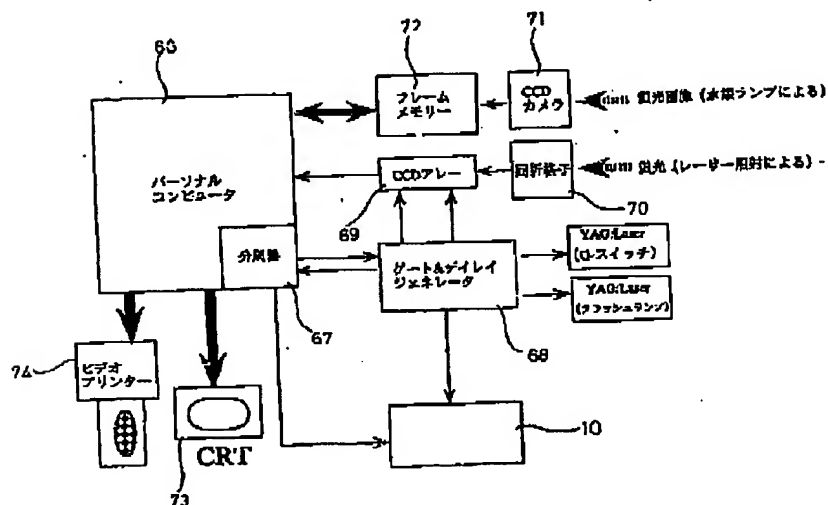 72
71
フレーム
メモリー
CCD
カメラ
蛍光画像 (水銀ランプによる)
パーソナル
コンピュータ
CCDアレー
回折格子
蛍光 (レーザー照射による)
69
70
分周器
ゲート&ディレイ
ジェネレータ
YAG:Laser
(Q-スイッチ)
YAG:Laser
(フラッシュランプ)
67
68
74
ビデオ
プリンター
CRT
73
10